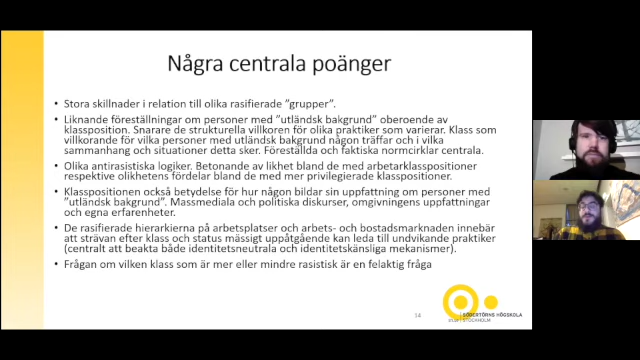 Några centrala poänger
• Stora skillnader i relation till olika rasifierade ”grupper”.
• Liknande föreställningar om personer med ”utländsk bakgrund” oberoende av
klassposition. Snarare de strukturella villkoren för olika praktiker som varierar. Klass som
villkorande för vilka personer med utländsk bakgrund någon träffar och i vilka
sammanhang och situationer detta sker. Föreställda och faktiska normcirklar centrala.
• Olika antirasistiska logiker. Betonande av likhet bland de med arbetarklasspositioner
respektive olikhetens fördelar bland de med mer privilegierade klasspositioner.
• Klasspositionen också betydelse för hur någon bildar sin uppfattning om personer med
”utländsk bakgrund”. Massmediala och politiska diskurser, omgivningens uppfattningar
och egna erfarenheter.
• De rasifierade hierarkierna på arbetsplatser och arbets- och bostadsmarknaden innebär
att strävan efter klass och status mässigt uppåtgående kan leda till undvikande praktiker
(centralt att beakta både identitetsneutrala och identitetskänsliga mekanismer).
• Frågan om vilken klass som är mer eller mindre rasistisk är en felaktig fråga
14
SÖDERTÖRNS HÖGSKOLA
STOCKHOLM